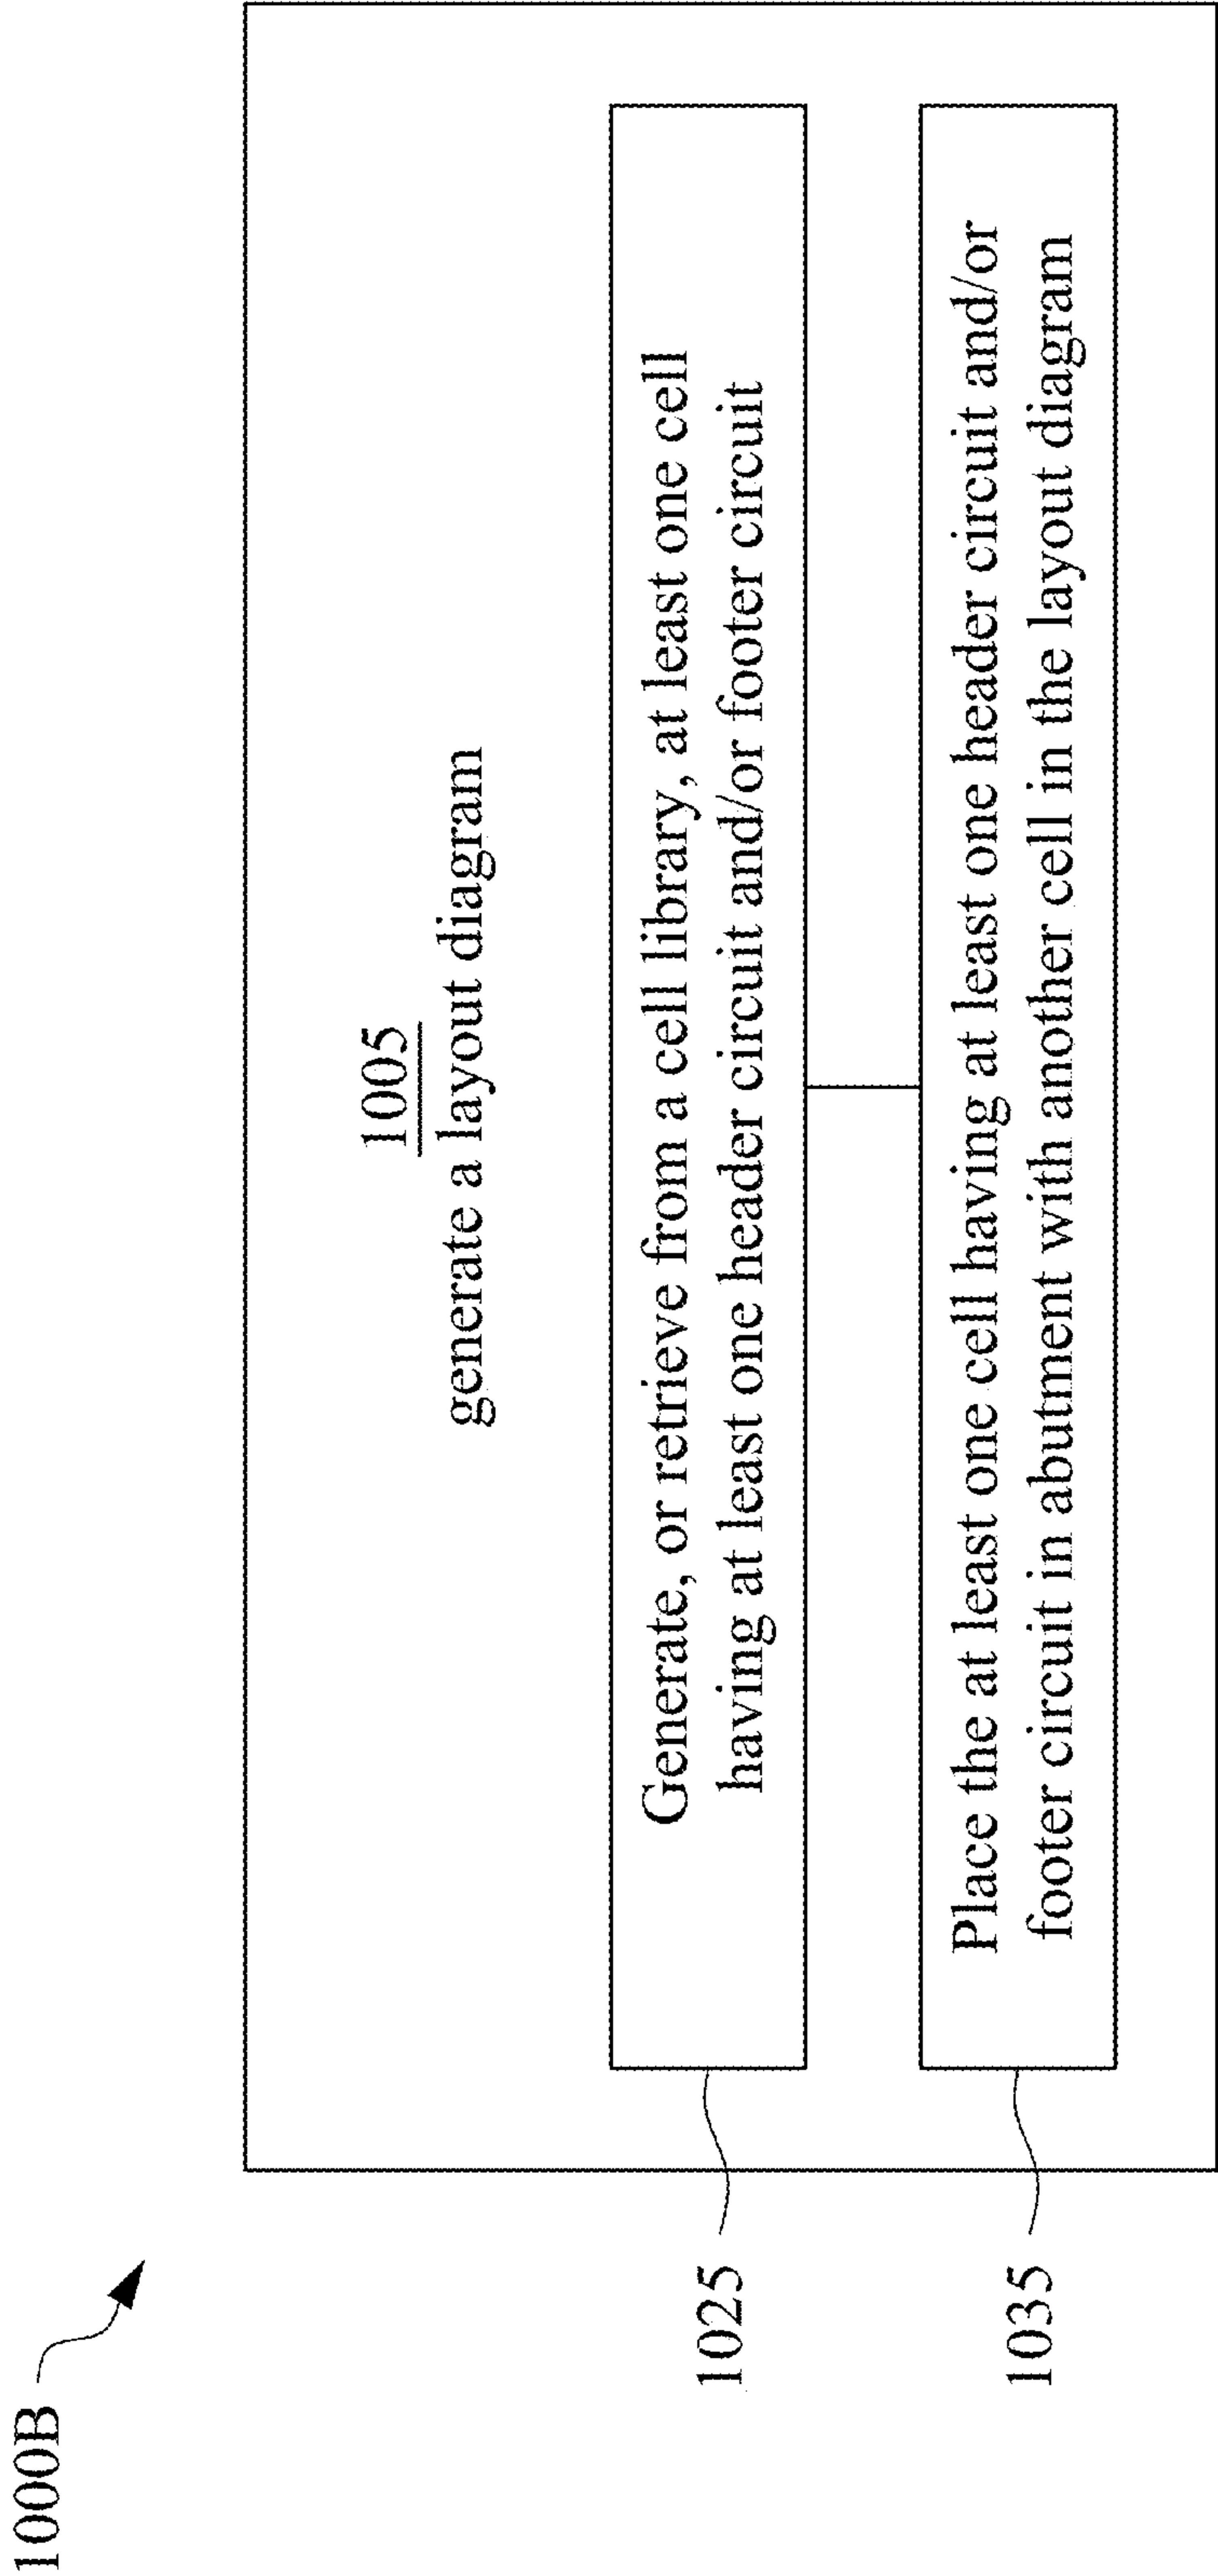 1000B
1005
generate a layout diagram
1025
Generate, or retrieve from a cell library, at least one cell
having at least one header circuit and/or footer circuit
1035
Place the at least one cell having at least one header circuit and/or
footer circuit in abutment with another cell in the layout diagram